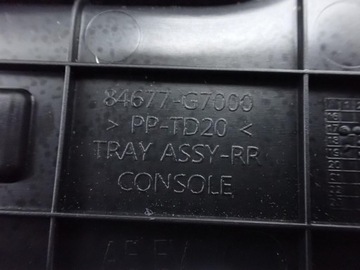 84677-G7000
> PP-TD20 <
TRAY ASSY-RR
CONSOLE